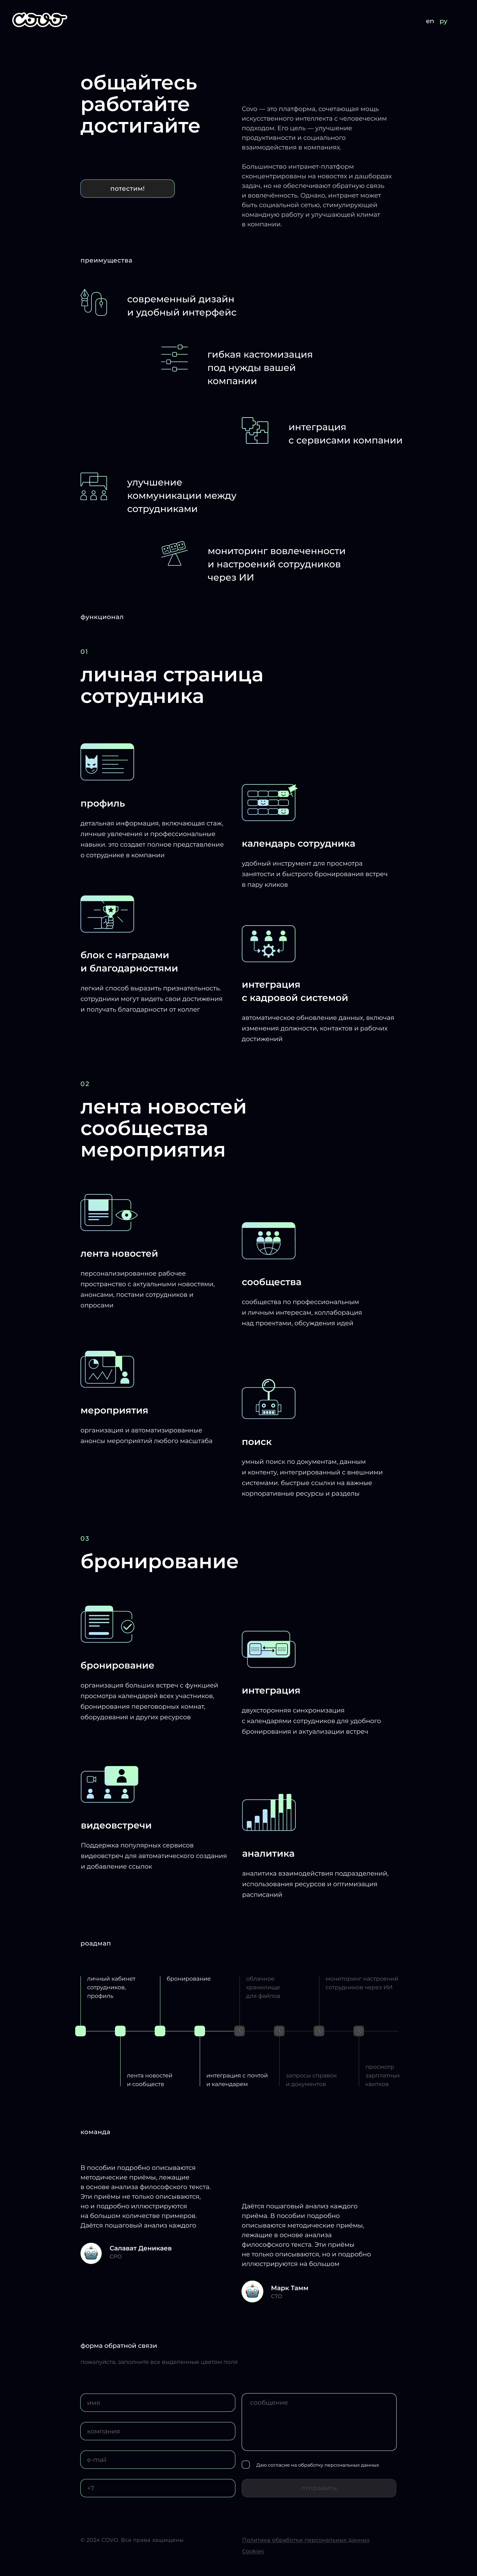 covo
en ру
общайтесь
работайте
достигайте
Covo — это платформа, сочетающая мощь
искусственного интеллекта с человеческим
подходом. Его цель — улучшение
продуктивности и социального
взаимодействия в компаниях.
Большинство интранет-платформ
сконцентрированы на новостях и дашбордах
задач, но не обеспечивают обратную связь
и вовлечённость. Однако, интранет может
быть социальной сетью, стимулирующей
командную работу и улучшающей климат
в компании.
потестим!
преимущества
современный дизайн
и удобный интерфейс
гибкая кастомизация
под нужды вашей
компании
интеграция
с сервисами компании
улучшение
коммуникации между
сотрудниками
мониторинг вовлеченности
и настроений сотрудников
через ИИ
функционал
01
личная страница
сотрудника
профиль
детальная информация, включающая стаж,
личные увлечения и профессиональные
навыки. это создает полное представление
о сотруднике в компании
календарь сотрудника
удобный инструмент для просмотра
занятости и быстрого бронирования встреч
в пару кликов
блок с наградами
и благодарностями
легкий способ выразить признательность.
сотрудники могут видеть свои достижения
и получать благодарности от коллег
интеграция
с кадровой системой
автоматическое обновление данных, включая
изменения должности, контактов и рабочих
достижений
02
лента новостей
сообщества
мероприятия
лента новостей
персонализированное рабочее
пространство с актуальными новостями,
анонсами, постами сотрудников и
опросами
сообщества
сообщества по профессиональным
и личным интересам, коллаборация
над проектами, обсуждения идей
мероприятия
организация и автоматизированные
анонсы мероприятий любого масштаба
поиск
умный поиск по документам, данным
и контенту, интегрированный с внешними
системами. быстрые ссылки на важные
корпоративные ресурсы и разделы
03
бронирование
бронирование
организация больших встреч с функцией
просмотра календарей всех участников,
бронирования переговорных комнат,
оборудования и других ресурсов
интеграция
двухсторонняя синхронизация
с календарями сотрудников для удобного
бронирования и актуализации встреч
видеовстречи
Поддержка популярных сервисов
видеовстреч для автоматического создания
и добавление ссылок
аналитика
аналитика взаимодействия подразделений,
использования ресурсов и оптимизация
расписаний
роадмап
личный кабинет
сотрудников,
профиль
бронирование
облачное
хранилище
для файлов
мониторинг настроений
сотрудников через ИИ
лента новостей
и сообществ
интеграция с почтой
и календарем
запросы справок
и документов
просмотр
зарплатных
квитков
команда
В пособии подробно описываются
методические приёмы, лежащие
в основе анализа философского текста.
Эти приёмы не только описываются,
но и подробно иллюстрируются
на большом количестве примеров.
Даётся пошаговый анализ каждого
Салават Деникаев
CPO
Даётся пошаговый анализ каждого
приёма. В пособии подробно
описываются методические приёмы,
лежащие в основе анализа
философского текста. Эти приёмы
не только описываются, но и подробно
иллюстрируются на большом
Марк Тамм
CTO
форма обратной связи
пожалуйста, заполните все выделенные цветом поля
имя
компания
e-mail
+7
сообщение
Даю согласие на обработку персональных данных
отправить
© 2024 COVO. Все права защищены
Политика обработки персональных данных
Cookies